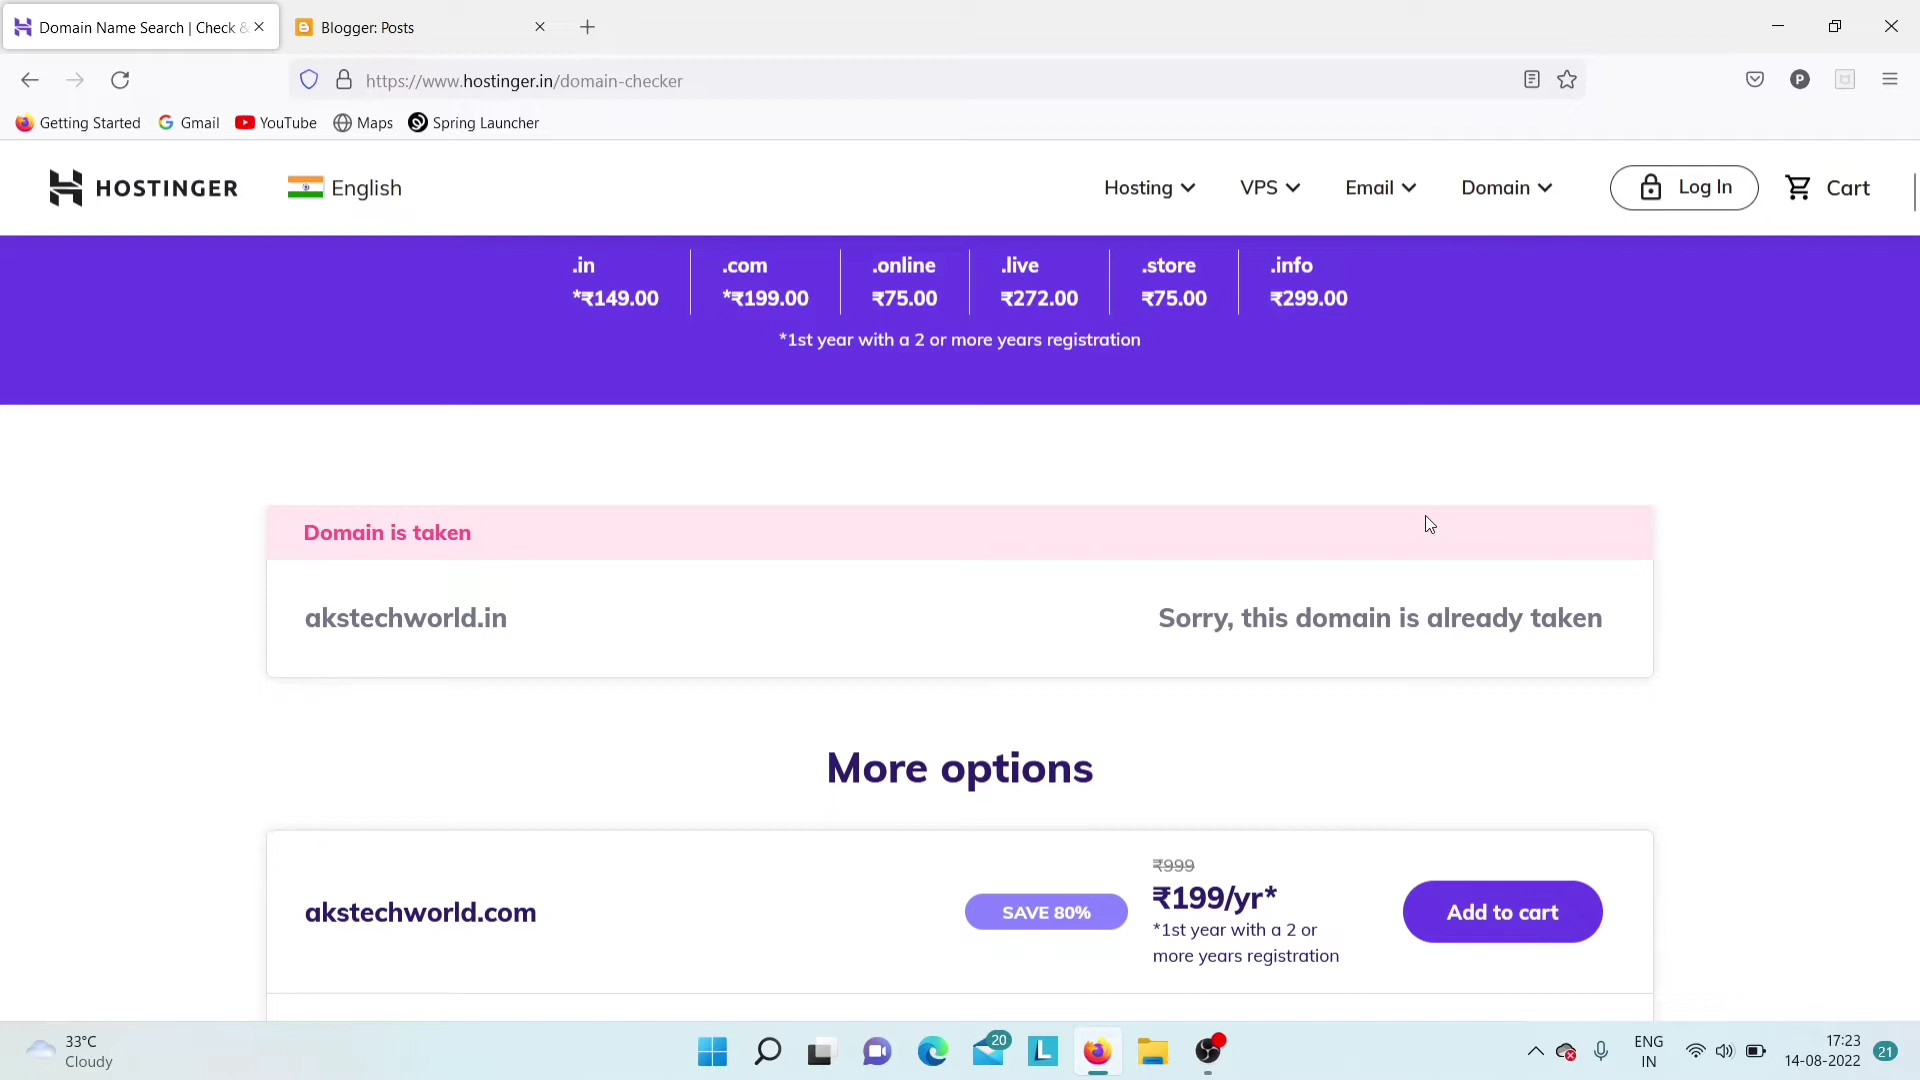 Domain Name Search | Check &
Blogger: Posts
https://www.hostinger.in/domain-checker
Getting Started
Gmail
YouTube
Maps
Spring Launcher
HOSTINGER
English
Hosting
VPS
Email
Domain
Log In
Cart
.in
.com
.online
.live
.store
.info
*₹149.00
*₹199.00
₹75.00
₹272.00
₹75.00
₹299.00
*1st year with a 2 or more years registration
Domain is taken
akstechworld.in
Sorry, this domain is already taken
More options
₹999
akstechworld.com
SAVE 80%
₹199/yr*
*1st year with a 2 or
more years registration
Add to cart
33°C
Cloudy
20
ENG
IN
17:23
14-08-2022
21